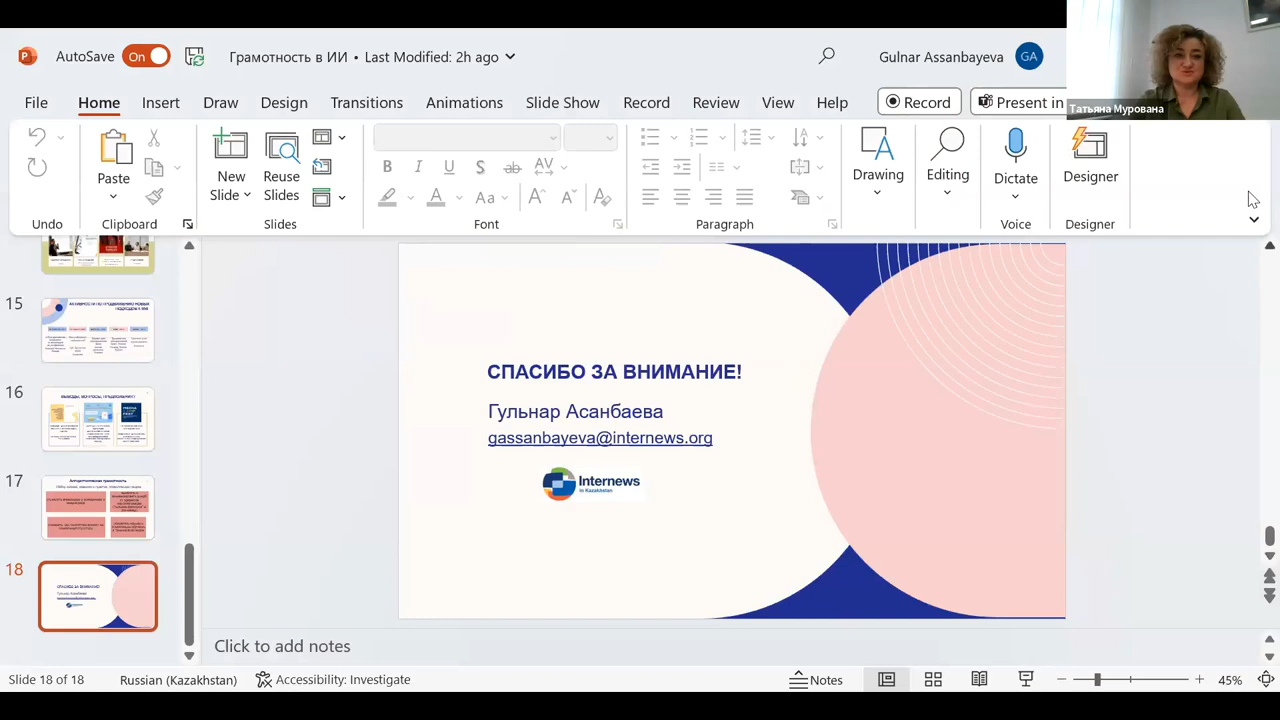 AutoSave On Грамотность в ИИ • Last Modified: 2h ago Gulnar Assanbayeva GA
Татьяна Мурована
File Home Insert Draw Design Transitions Animations Slide Show Record Review View Help Record Present in
Paste New Slide Reuse Slides Drawing Editing Dictate Designer
Undo Clipboard Slides Font Paragraph Voice Designer
15
16
17
18
СПАСИБО ЗА ВНИМАНИЕ!
Гульнар Асанбаева
gassanbayeva@internews.org
Internews
in Kazakhstan
Click to add notes
Slide 18 of 18 Russian (Kazakhstan) Accessibility: Investigate Notes 45%